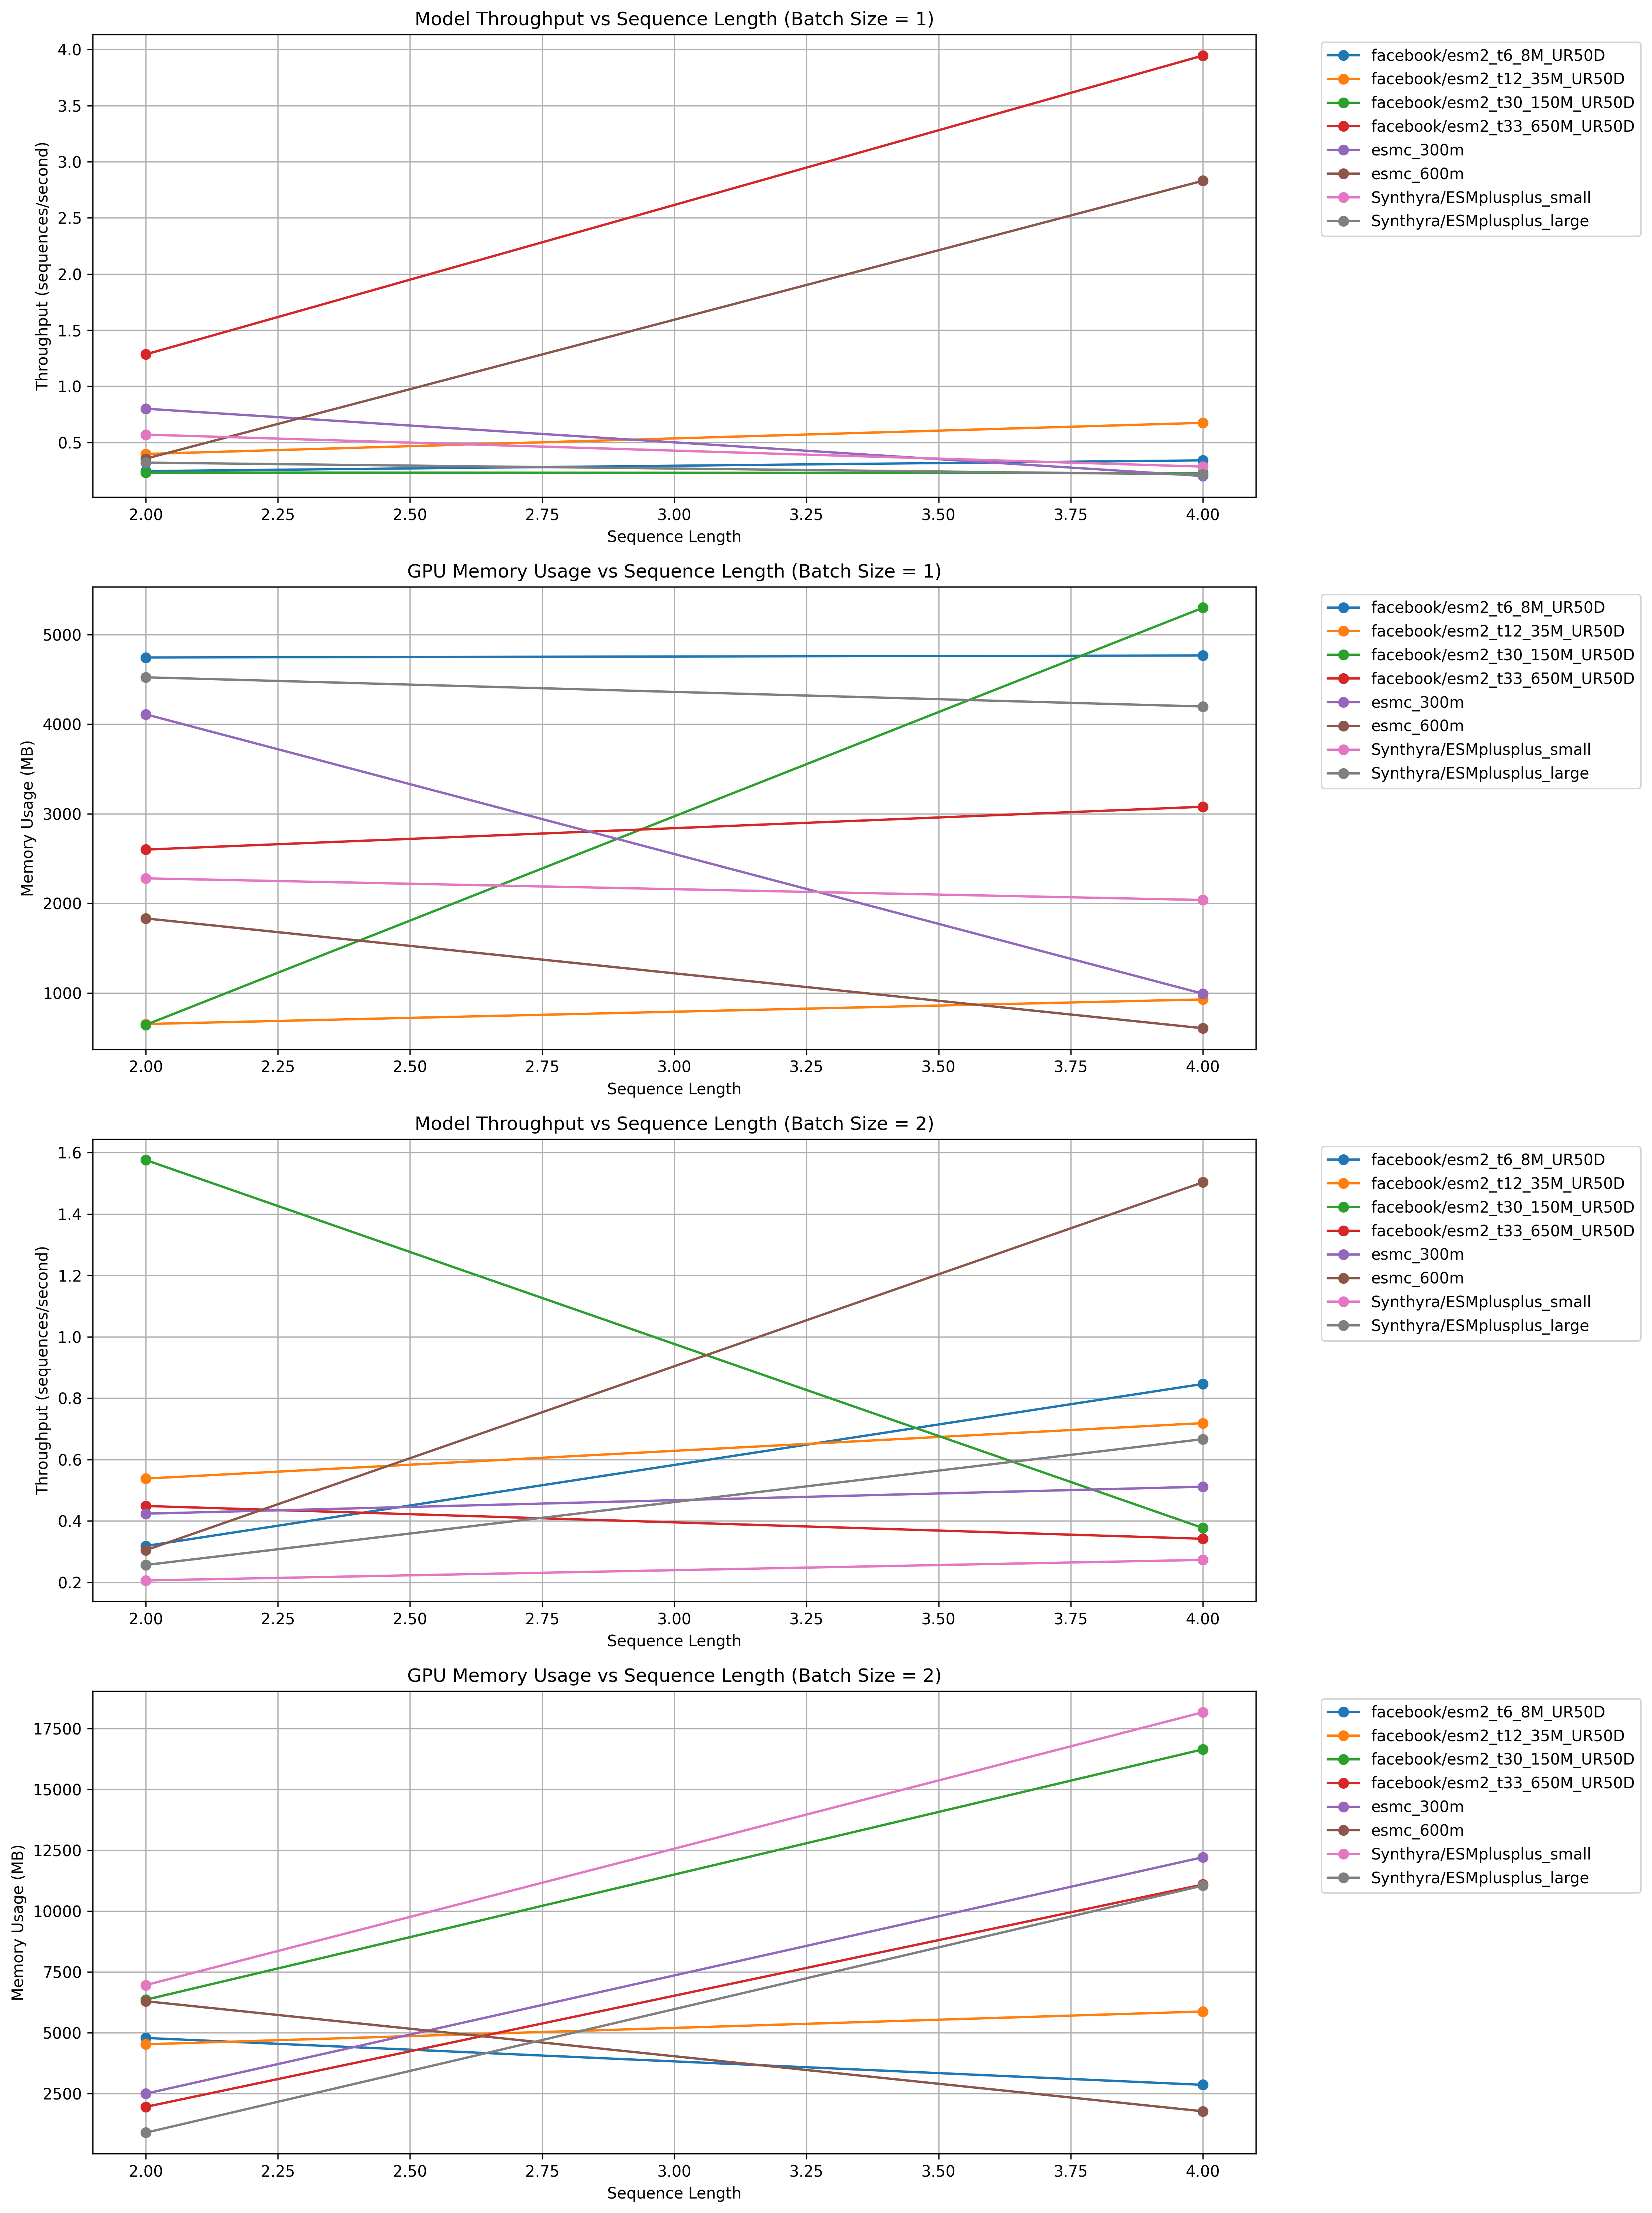 Model Throughput vs Sequence Length (Batch Size = 1)
Throughput (sequences/second)
4.0
3.5
3.0
2.5
2.0
1.5
1.0
0.5
2.00 2.25 2.50 2.75 3.00 3.25 3.50 3.75 4.00
Sequence Length
facebook/esm2_t6_8M_UR50D
facebook/esm2_t12_35M_UR50D
facebook/esm2_t30_150M_UR50D
facebook/esm2_t33_650M_UR50D
esmc_300m
esmc_600m
Synthyra/ESMplusplus_small
Synthyra/ESMplusplus_large
GPU Memory Usage vs Sequence Length (Batch Size = 1)
Memory Usage (MB)
5000
4000
3000
2000
1000
2.00 2.25 2.50 2.75 3.00 3.25 3.50 3.75 4.00
Sequence Length
facebook/esm2_t6_8M_UR50D
facebook/esm2_t12_35M_UR50D
facebook/esm2_t30_150M_UR50D
facebook/esm2_t33_650M_UR50D
esmc_300m
esmc_600m
Synthyra/ESMplusplus_small
Synthyra/ESMplusplus_large
Model Throughput vs Sequence Length (Batch Size = 2)
Throughput (sequences/second)
1.6
1.4
1.2
1.0
0.8
0.6
0.4
0.2
2.00 2.25 2.50 2.75 3.00 3.25 3.50 3.75 4.00
Sequence Length
facebook/esm2_t6_8M_UR50D
facebook/esm2_t12_35M_UR50D
facebook/esm2_t30_150M_UR50D
facebook/esm2_t33_650M_UR50D
esmc_300m
esmc_600m
Synthyra/ESMplusplus_small
Synthyra/ESMplusplus_large
GPU Memory Usage vs Sequence Length (Batch Size = 2)
Memory Usage (MB)
17500
15000
12500
10000
7500
5000
2500
2.00 2.25 2.50 2.75 3.00 3.25 3.50 3.75 4.00
Sequence Length
facebook/esm2_t6_8M_UR50D
facebook/esm2_t12_35M_UR50D
facebook/esm2_t30_150M_UR50D
facebook/esm2_t33_650M_UR50D
esmc_300m
esmc_600m
Synthyra/ESMplusplus_small
Synthyra/ESMplusplus_large